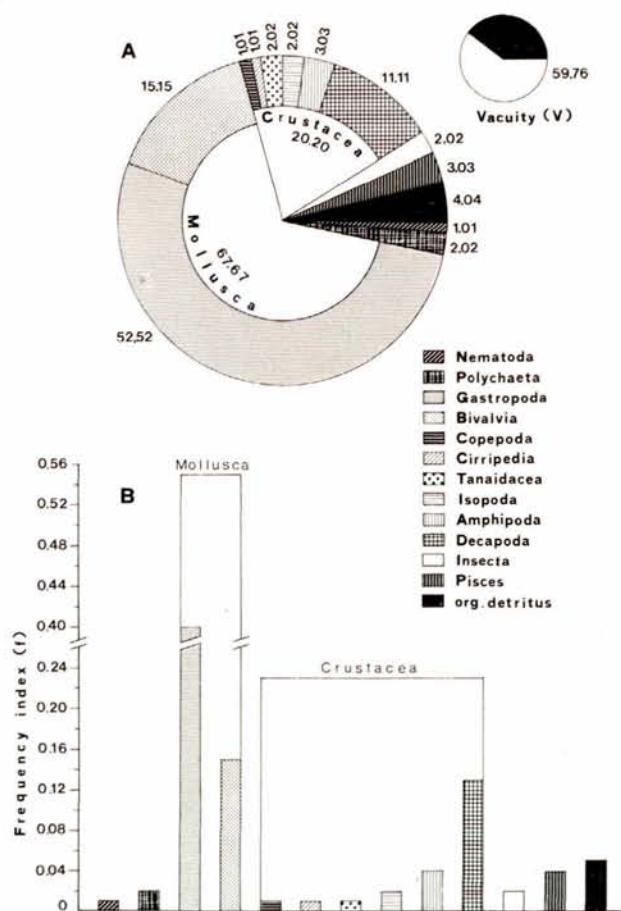 A
1.01
1.01
2.02
2.02
3.03
11.11
2.02
3.03
4.04
1.01
2.02
15.15
52,52
Crustacea
20.20
Mollusca
67.67
59.76
Vacuity (V)
Nematoda
Polychaeta
Gastropoda
Bivalvia
Copepoda
Cirripedia
Tanaidacea
Isopoda
Amphipoda
Decapoda
Insecta
Pisces
org.detritus
B
Mollusca
Crustacea
Frequency index (f)
0.56
0.52
0.48
0.44
0.40
0.24
0.20
0.16
0.12
0.08
0.04
0